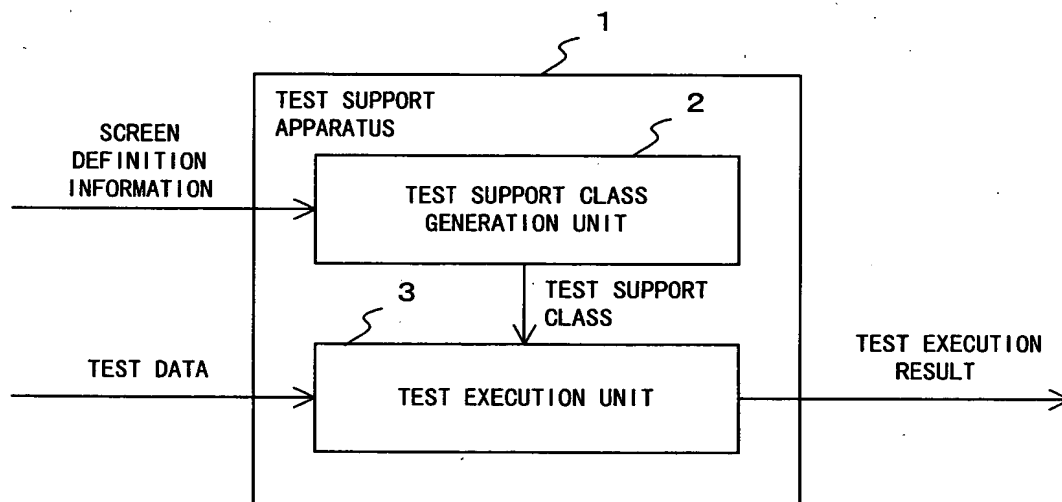 1
TEST SUPPORT
APPARATUS
2
SCREEN
DEFINITION
INFORMATION
TEST SUPPORT CLASS
GENERATION UNIT
3
TEST SUPPORT
CLASS
TEST DATA
TEST EXECUTION UNIT
TEST EXECUTION
RESULT